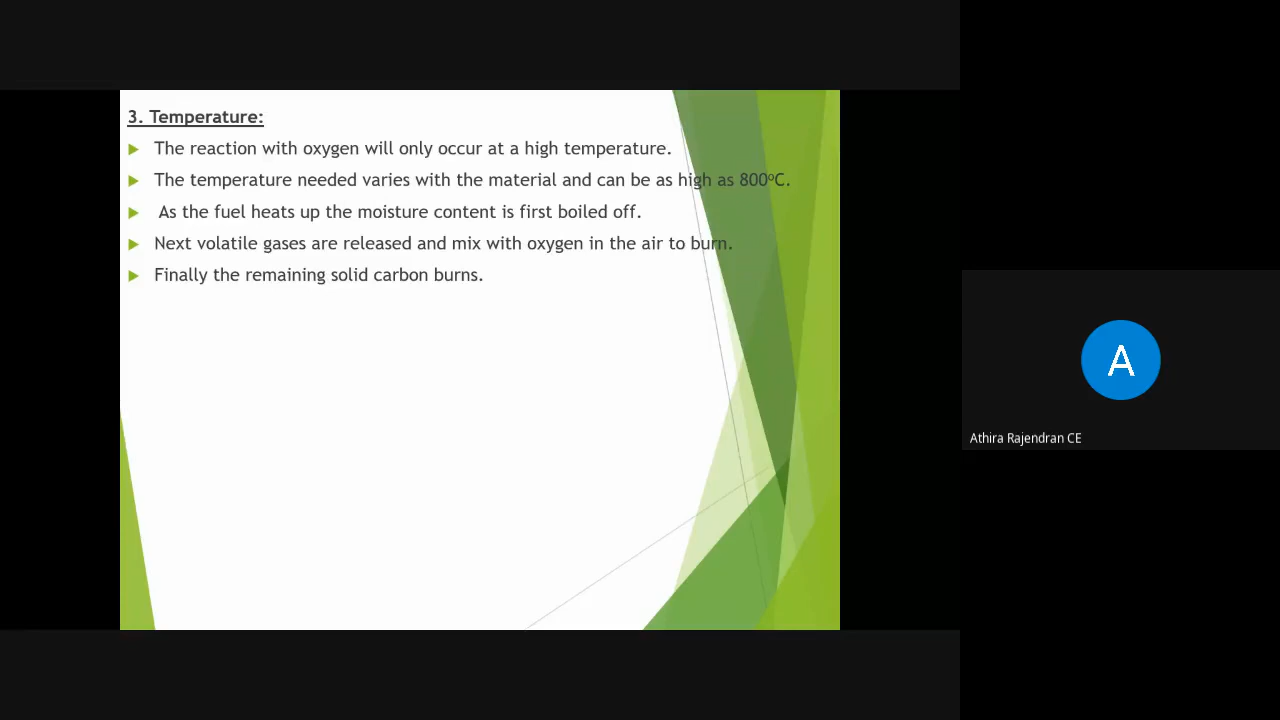 3. Temperature:
The reaction with oxygen will only occur at a high temperature.
The temperature needed varies with the material and can be as high as 800ºC.
As the fuel heats up the moisture content is first boiled off.
Next volatile gases are released and mix with oxygen in the air to burn.
Finally the remaining solid carbon burns.
A
Athira Rajendran CE